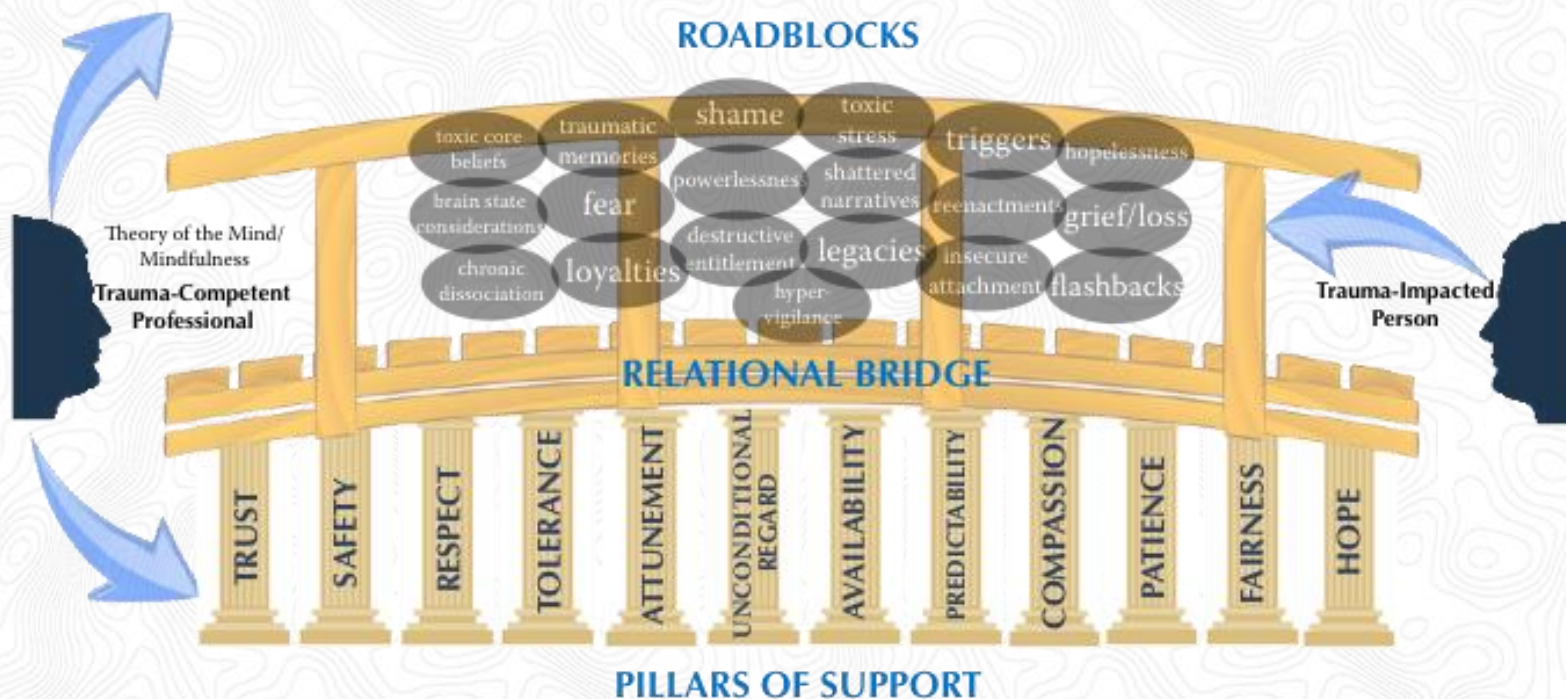 ROADBLOCKS
toxic core
beliefs
traumatic
memories
shame
toxic
stress
triggers
hopelessness
brain state
considerations
fear
powerlessness
shattered
narratives
reenactments
grief/loss
chronic
dissociation
loyalties
destructive
entitlement
legacies
insecure
attachment
flashbacks
hyper-
vigilance
Theory of the Mind/
Mindfulness
Trauma-Competent
Professional
Trauma-Impacted
Person
RELATIONAL BRIDGE
TRUST
SAFETY
RESPECT
TOLERANCE
ATTUNEMENT
UNCONDITIONAL
REGARD
AVAILABILITY
PREDICTABILITY
COMPASSION
PATIENCE
FAIRNESS
HOPE
PILLARS OF SUPPORT